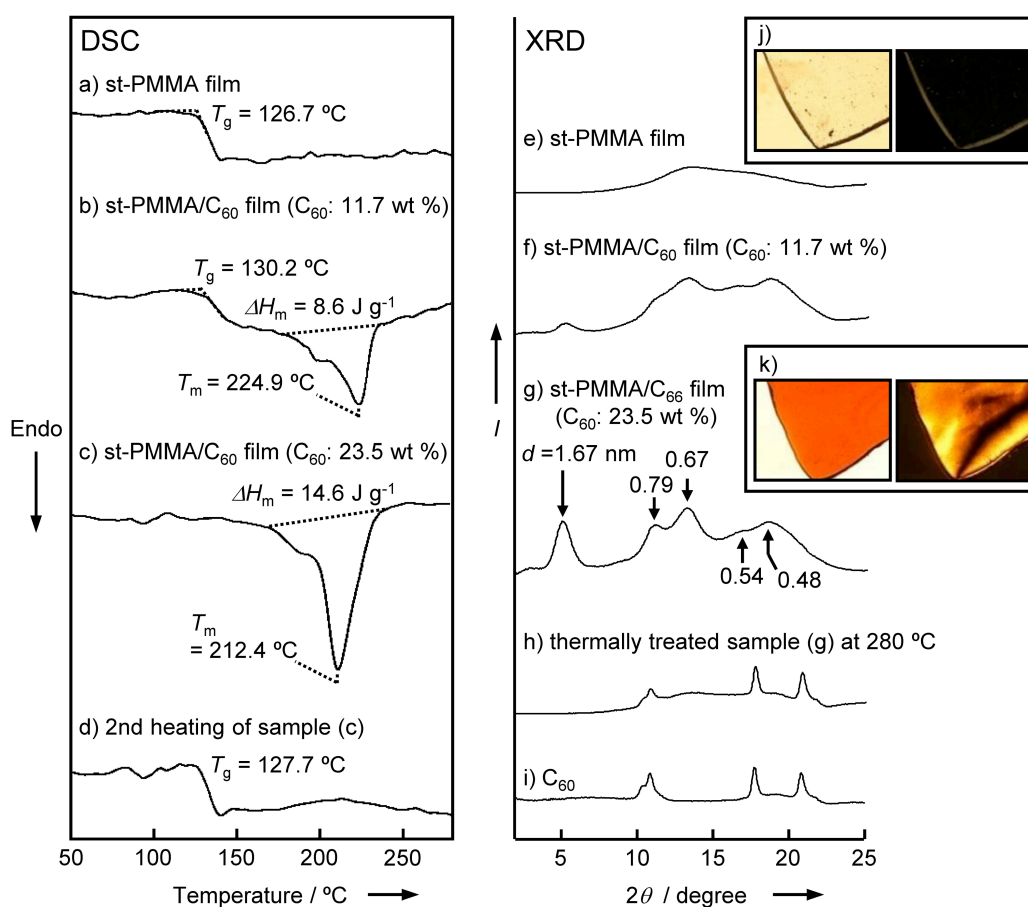 DSC
a) st-PMMA film
Tg = 126.7 ºC
b) st-PMMA/C60 film (C60: 11.7 wt %)
Tg = 130.2 ºC
ΔHm = 8.6 J g-1
Tm = 224.9 ºC
Endo
c) st-PMMA/C60 film (C60: 23.5 wt %)
ΔHm = 14.6 J g-1
Tm
= 212.4 ºC
d) 2nd heating of sample (c)
Tg = 127.7 ºC
50 100 150 200 250
Temperature / ºC
XRD
j)
e) st-PMMA film
f) st-PMMA/C60 film (C60: 11.7 wt %)
I
k)
g) st-PMMA/C66 film
(C60: 23.5 wt %)
d =1.67 nm
0.79
0.67
0.54
0.48
h) thermally treated sample (g) at 280 ºC
i) C60
5 10 15 20 25
2θ / degree